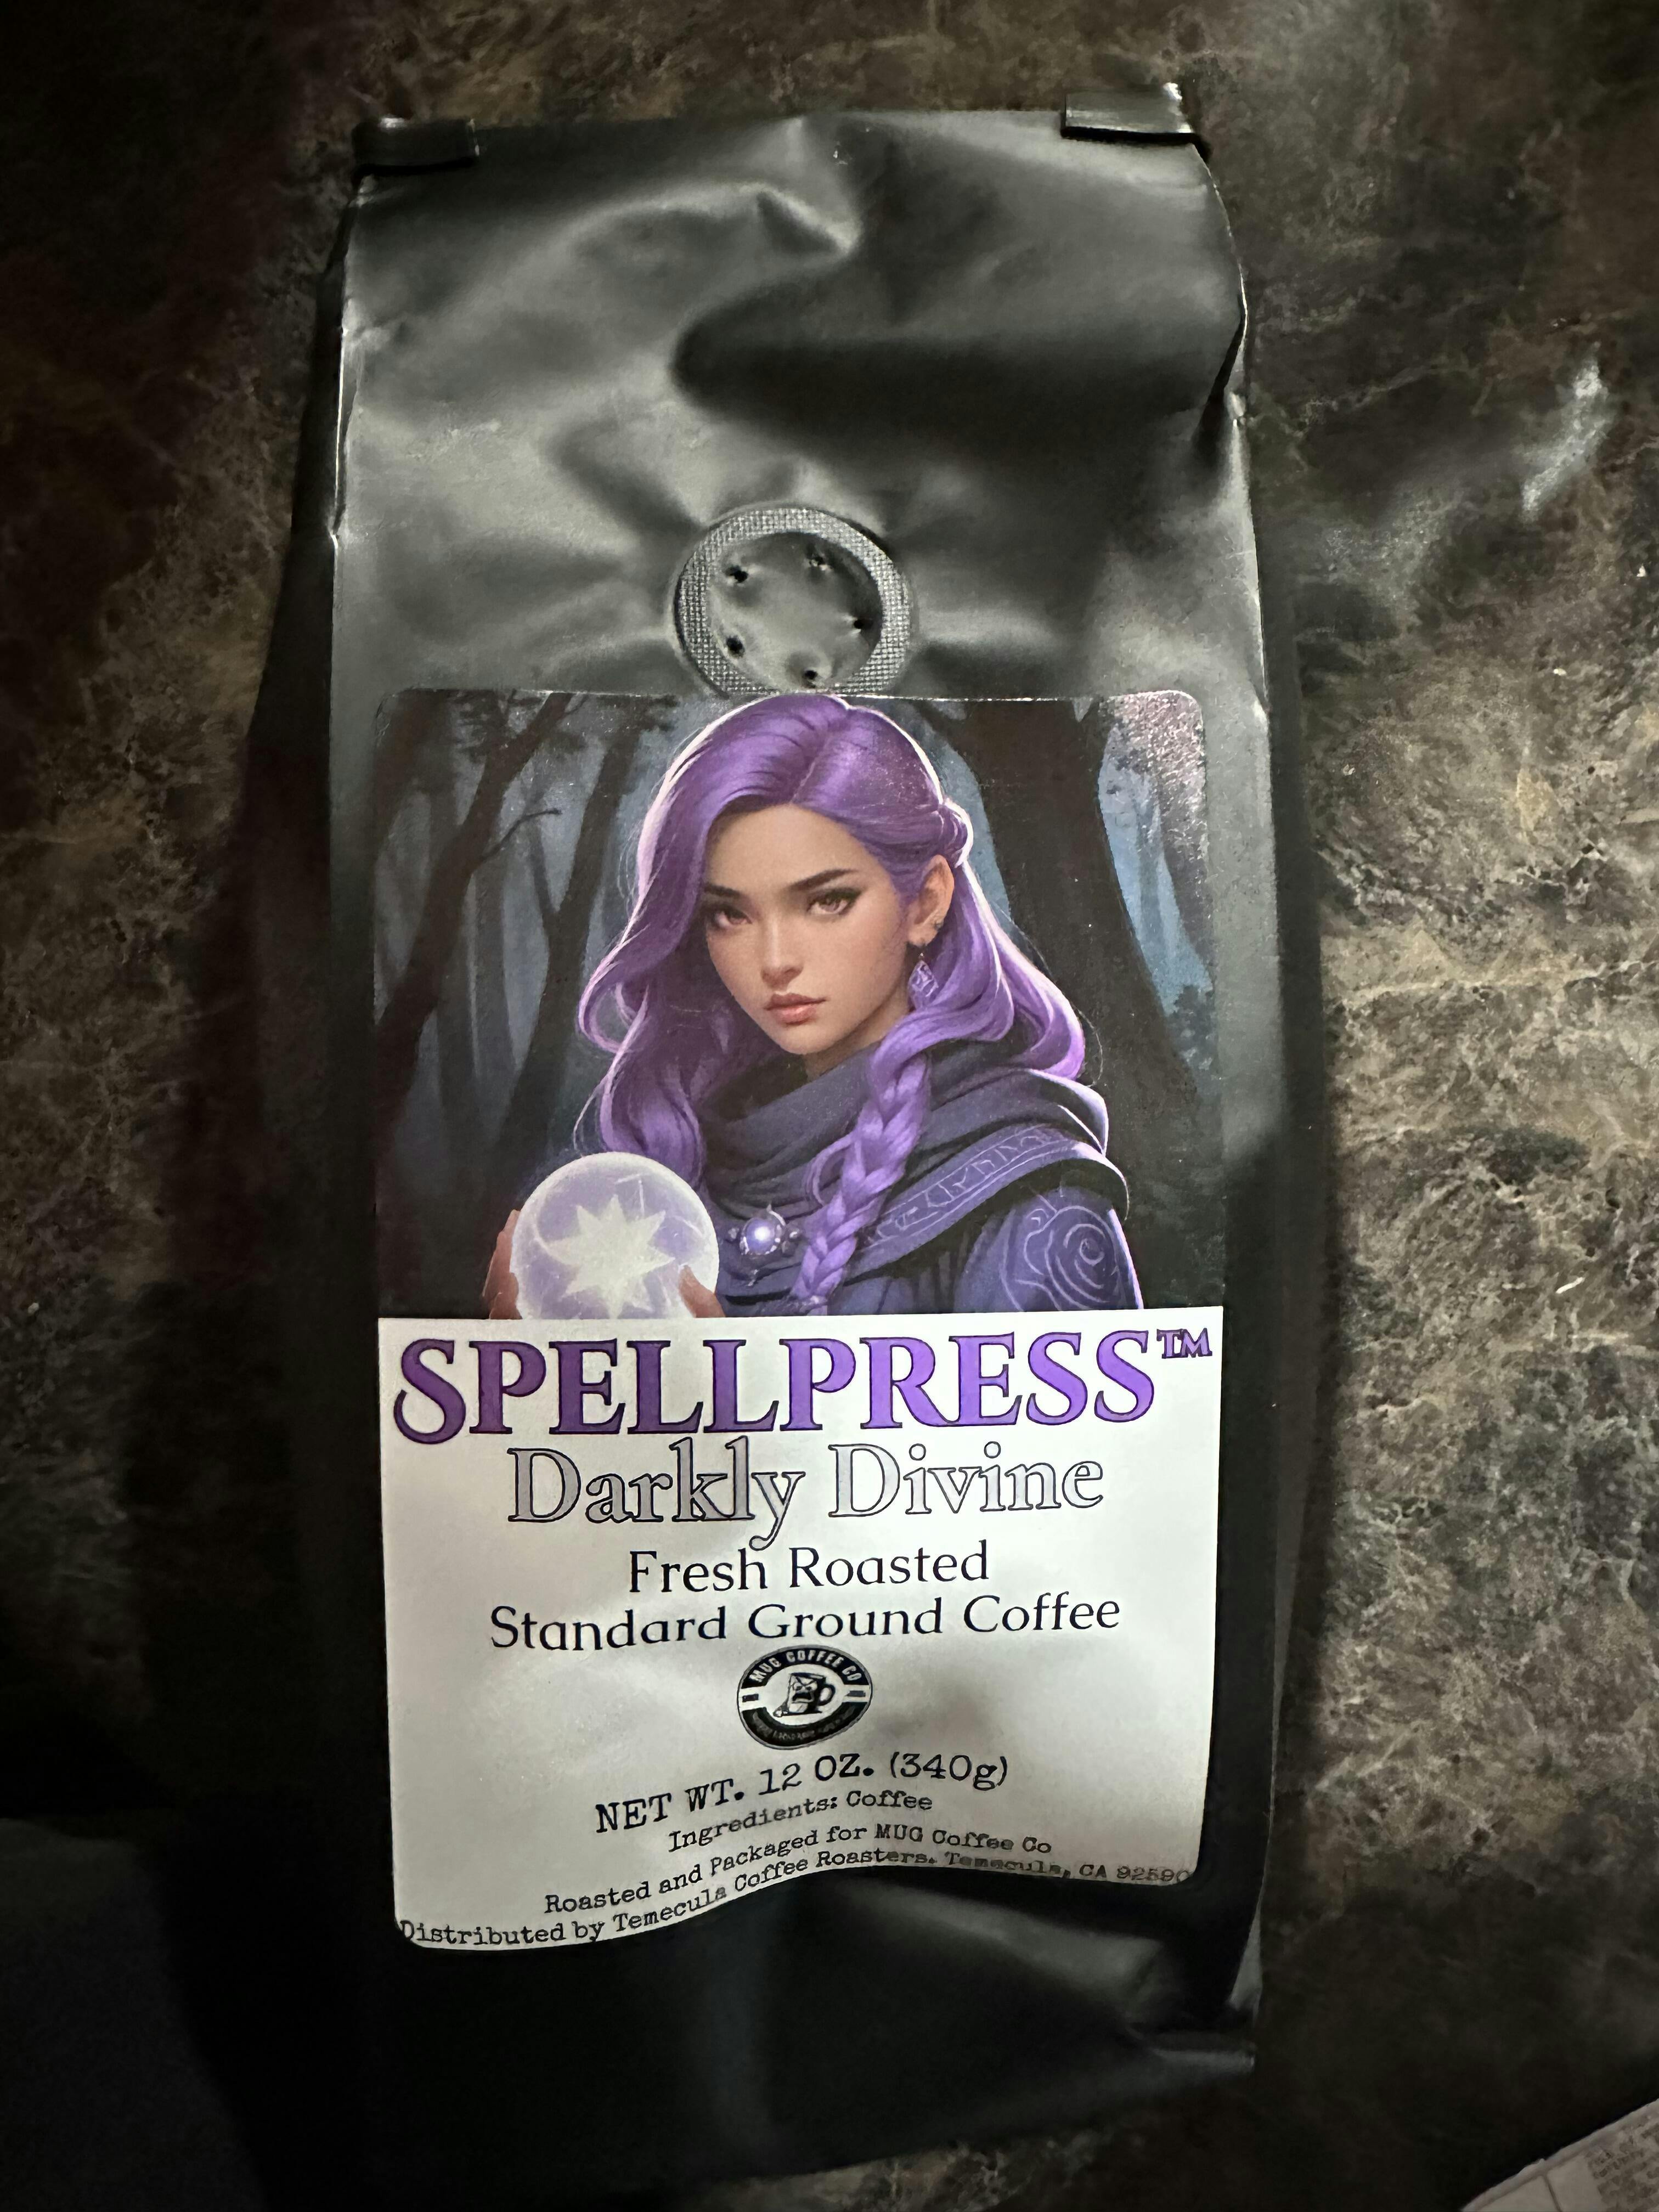 SPELLPRESS™
Darkly Divine
Fresh Roasted
Standard Ground Coffee
MUG COFFEE CO
NET WT. 12 OZ. (340g)
Ingredients: Coffee
Roasted and Packaged for MUG Coffee Co
Distributed by Temecula Coffee Roasters. Temecula, CA 92590